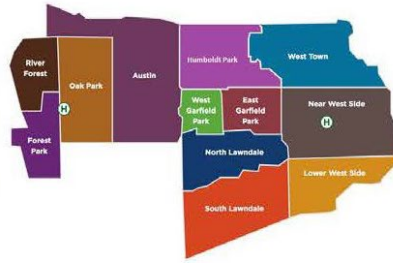 River
Forest
Oak Park
Austin
Humboldt Park
West Town
West
Garfield
Park
East
Garfield
Park
Near West Side
H
H
Forest
Park
North Lawndale
Lower West Side
South Lawndale